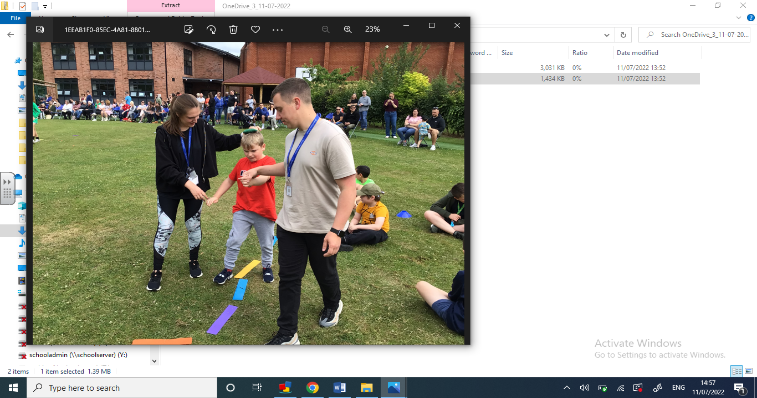 Extract
OneDrive_3_11-07-2022
File
1EEAB1F0-85EC-4A81-8801...
23%
Search OneDrive_3_11-07-20...
word ...
Size
Ratio
Date modified
3,031 KB
0%
11/07/2022 13:52
1,434 KB
0%
11/07/2022 13:52
schooladmin (\\schoolserver) (Y:)
2 items
1 item selected 1.39 MB
Activate Windows
Go to Settings to activate Windows.
Type here to search
ENG
14:57
11/07/2022